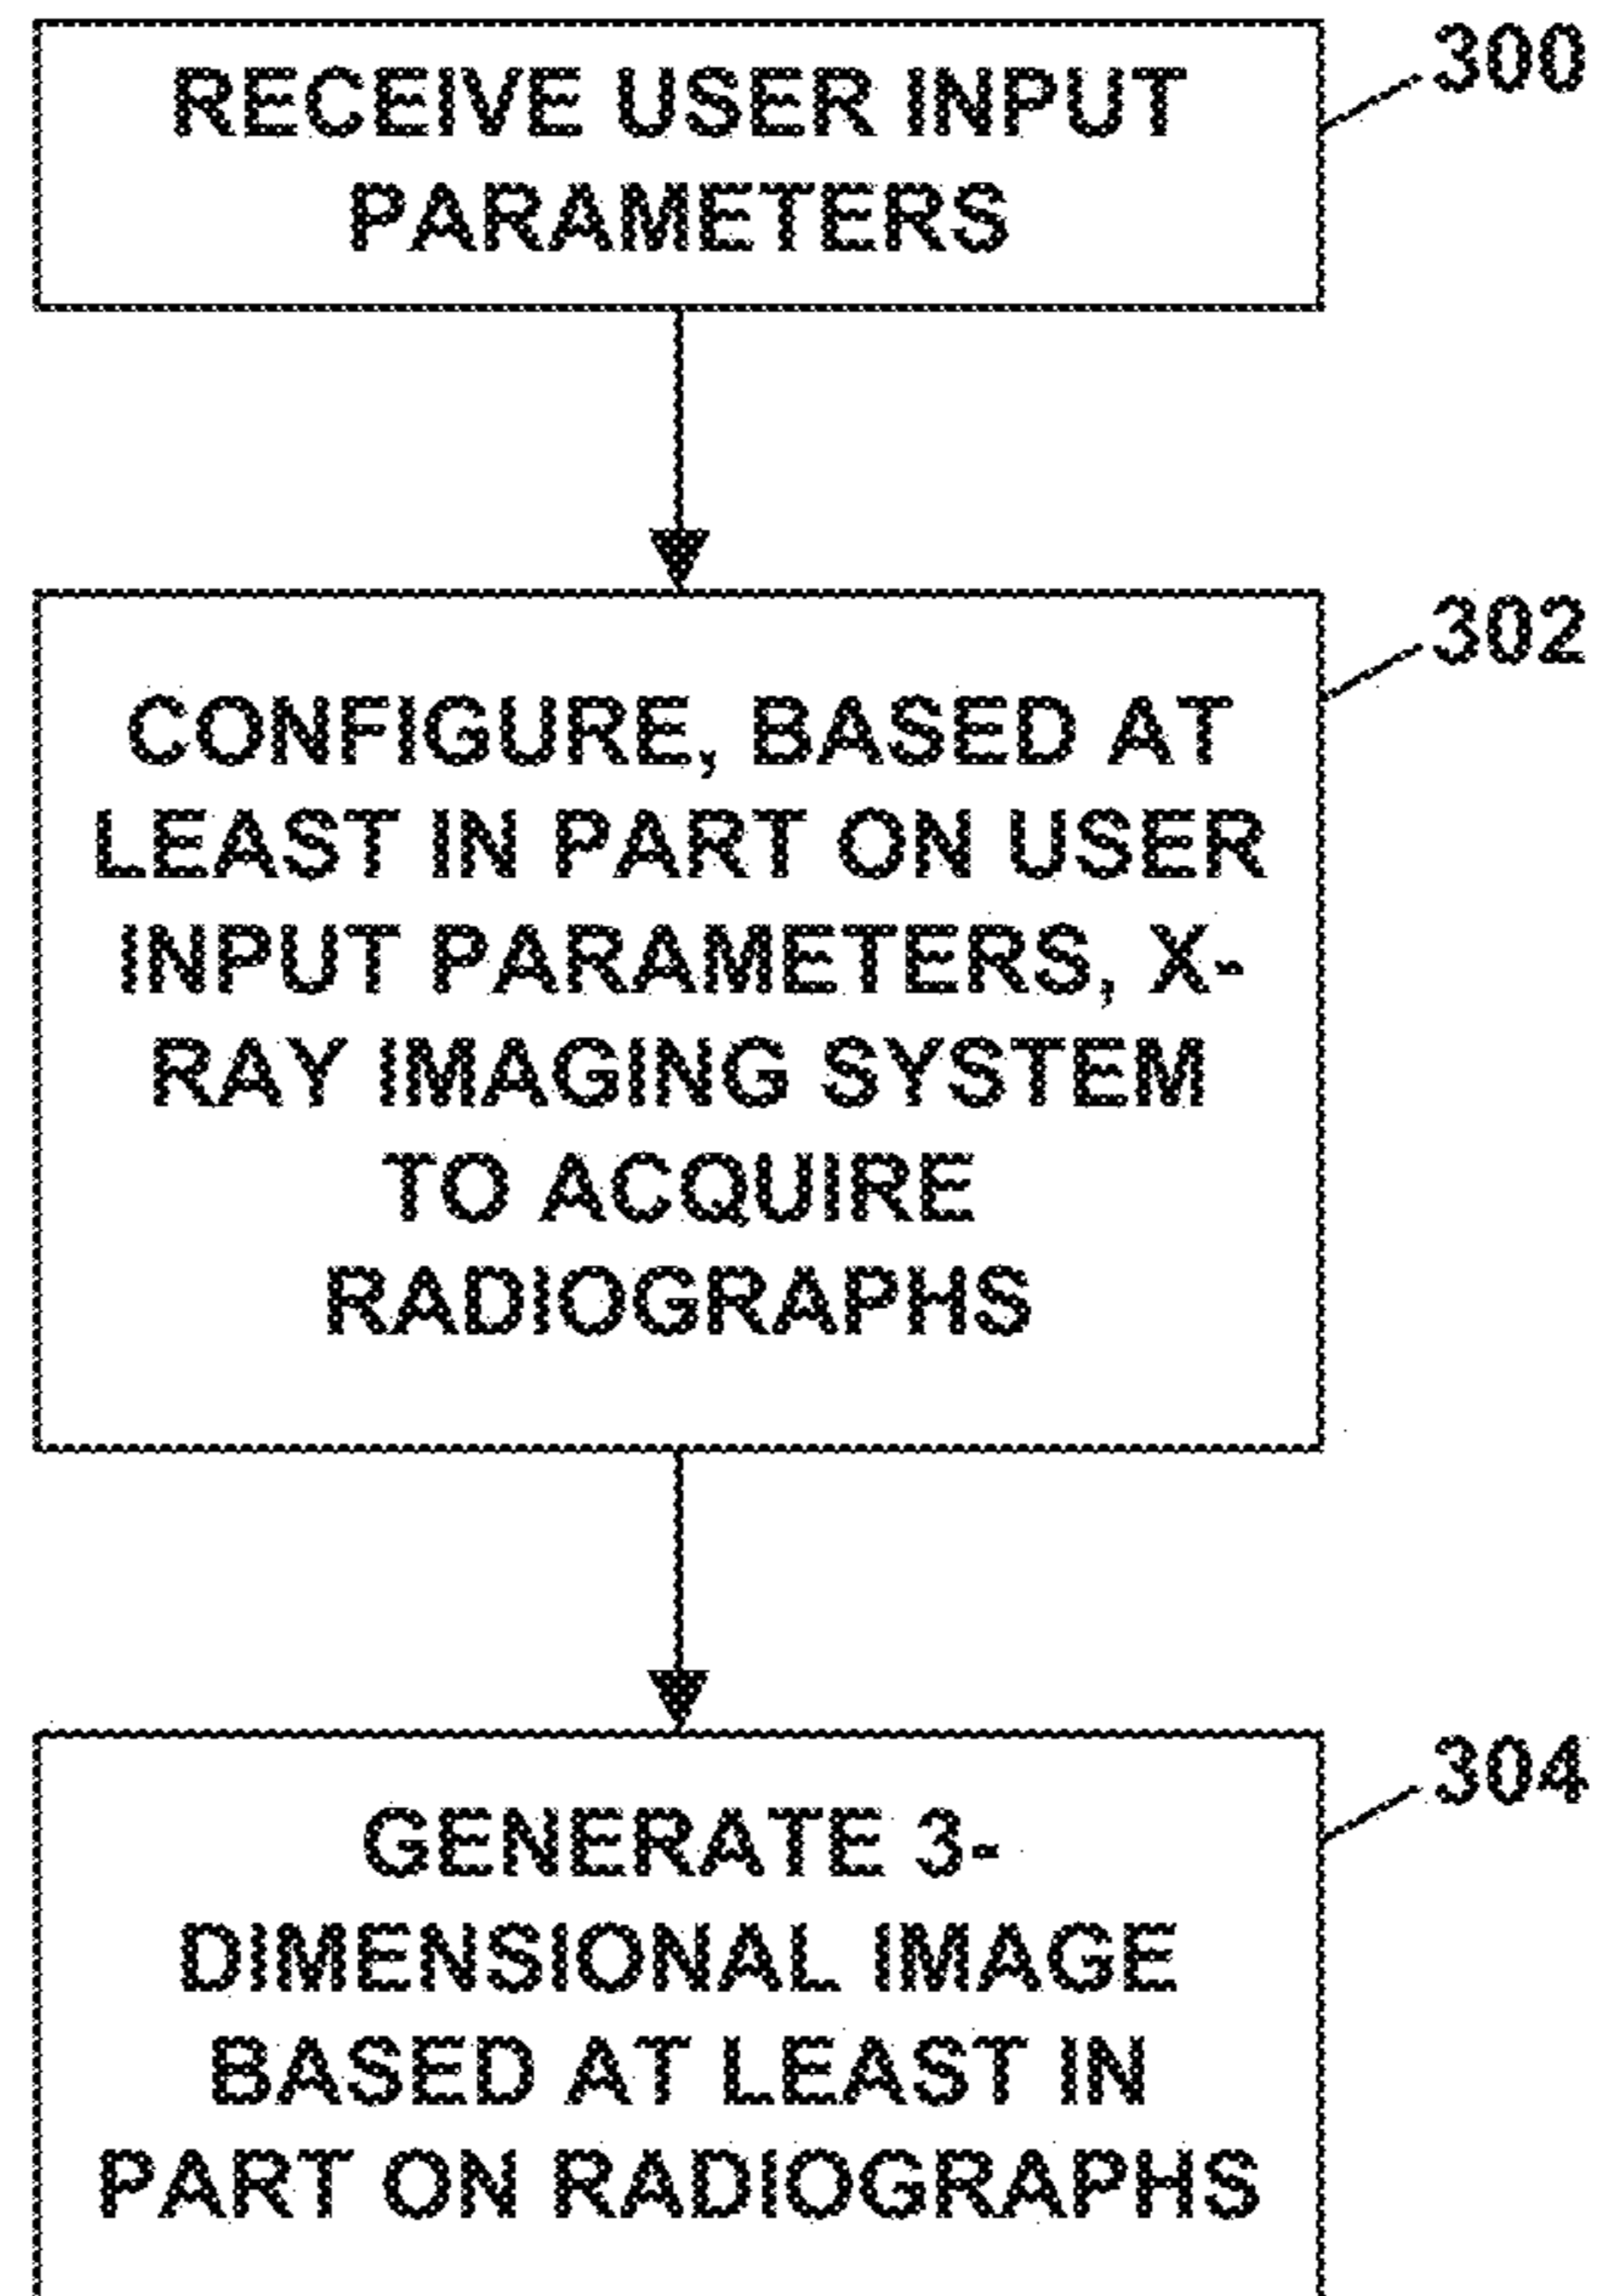 RECEIVE USER INPUT
PARAMETERS
300
CONFIGURE, BASED AT
LEAST IN PART ON USER
INPUT PARAMETERS, X-
RAY IMAGING SYSTEM
TO ACQUIRE
RADIOGRAPHS
302
GENERATE 3-
DIMENSIONAL IMAGE
BASED AT LEAST IN
PART ON RADIOGRAPHS
304